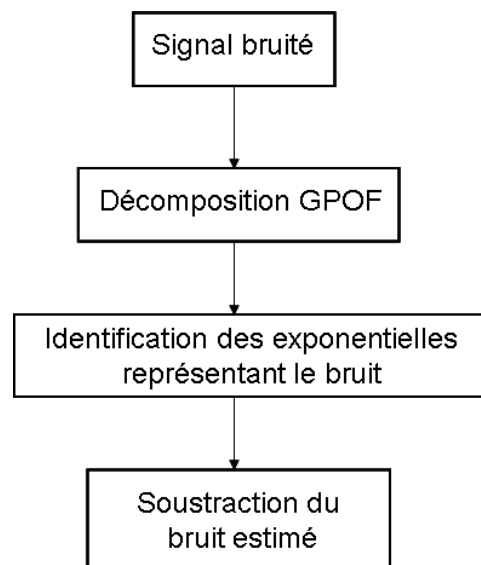 Signal bruité
Décomposition GPOF
Identification des exponentielles
représentant le bruit
Soustraction du
bruit estimé